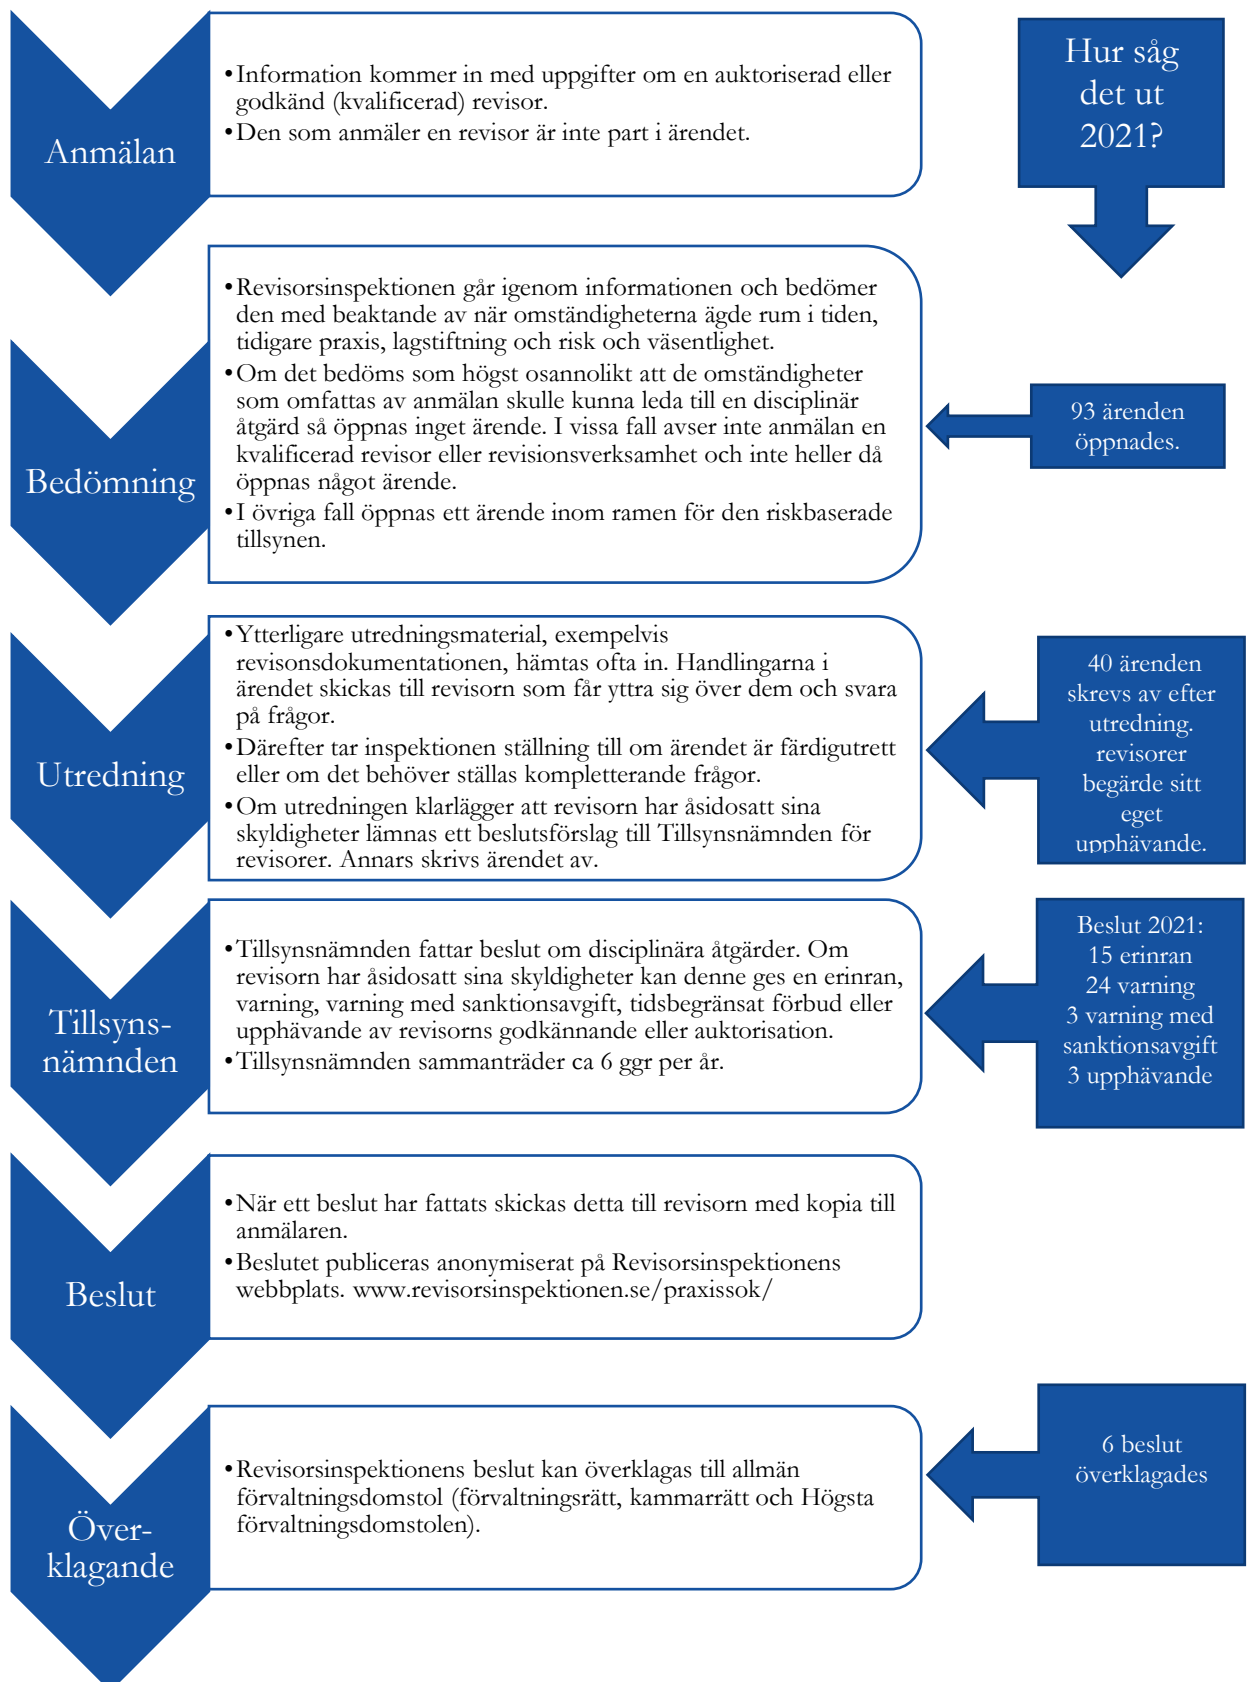 Anmälan
•Information kommer in med uppgifter om en auktoriserad eller
godkänd (kvalificerad) revisor.
•Den som anmäler en revisor är inte part i ärendet.
Hur såg
det ut
2021?
Bedömning
•Revisorsinspektionen går igenom informationen och bedömer
den med beaktande av när omständigheterna ägde rum i tiden,
tidigare praxis, lagstiftning och risk och väsentlighet.
•Om det bedöms som högst osannolikt att de omständigheter
som omfattas av anmälan skulle kunna leda till en disciplinär
åtgärd så öppnas inget ärende. I vissa fall avser inte anmälan en
kvalificerad revisor eller revisionsverksamhet och inte heller då
öppnas något ärende.
•I övriga fall öppnas ett ärende inom ramen för den riskbaserade
tillsynen.
93 ärenden
öppnades.
Utredning
•Ytterligare utredningsmaterial, exempelvis
revisonsdokumentationen, hämtas ofta in. Handlingarna i
ärendet skickas till revisorn som får yttra sig över dem och svara
på frågor.
•Därefter tar inspektionen ställning till om ärendet är färdigutrett
eller om det behöver ställas kompletterande frågor.
•Om utredningen klarlägger att revisorn har åsidosatt sina
skyldigheter lämnas ett beslutsförslag till Tillsynsnämnden för
revisorer. Annars skrivs ärendet av.
40 ärenden
skrevs av efter
utredning.
revisorer
begärde sitt
eget
upphävande.
Tillsyns-
nämnden
•Tillsynsnämnden fattar beslut om disciplinära åtgärder. Om
revisorn har åsidosatt sina skyldigheter kan denne ges en erinran,
varning, varning med sanktionsavgift, tidsbegränsat förbud eller
upphävande av revisorns godkännande eller auktorisation.
•Tillsynsnämnden sammanträder ca 6 ggr per år.
Beslut 2021:
15 erinran
24 varning
3 varning med
sanktionsavgift
3 upphävande
Beslut
•När ett beslut har fattats skickas detta till revisorn med kopia till
anmälaren.
•Beslutet publiceras anonymiserat på Revisorsinspektionens
webbplats. www.revisorsinspektionen.se/praxissok/
Över-
klagande
•Revisorsinspektionens beslut kan överklagas till allmän
förvaltningsdomstol (förvaltningsrätt, kammarrätt och Högsta
förvaltningsdomstolen).
6 beslut
överklagades